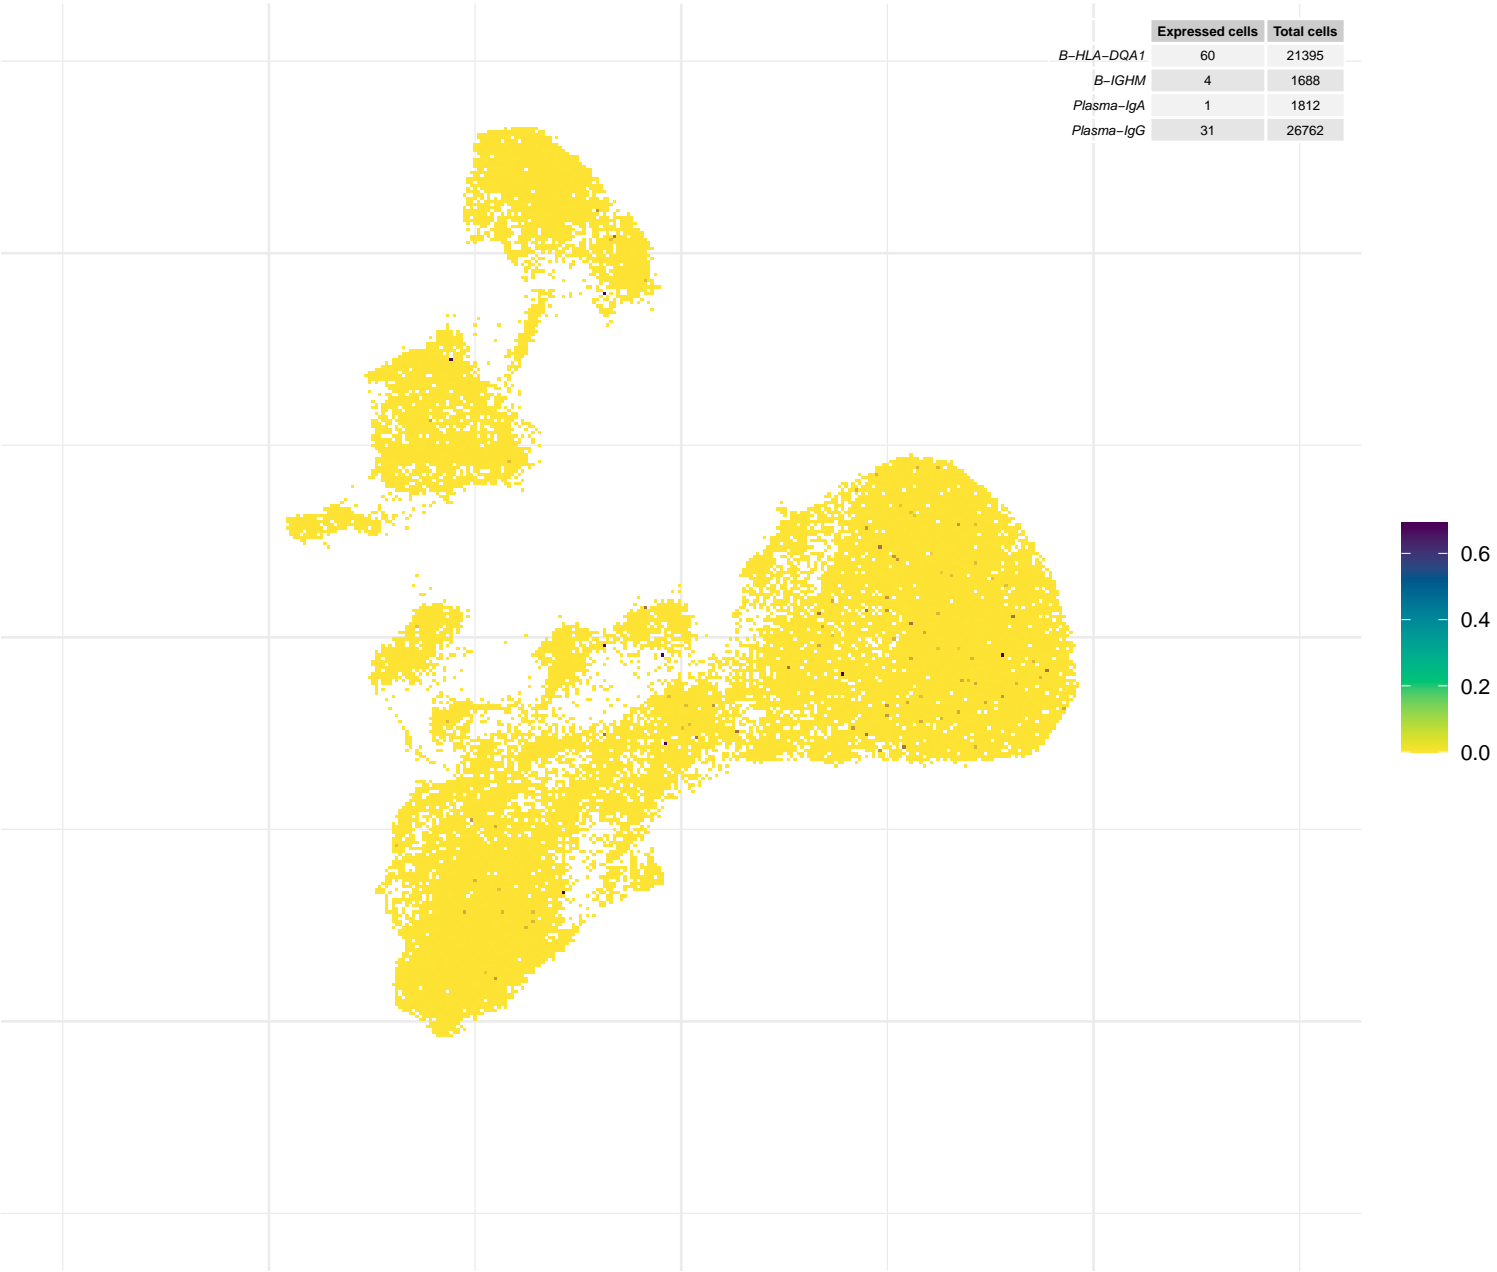 Expressed cells Total cells
B−HLA−DQA1 60 21395
B−IGHM 4 1688
Plasma−IgA 1 1812
Plasma−IgG 31 26762
0.6
0.4
0.2
0.0